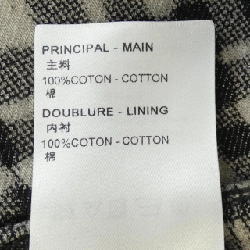 PRINCIPAL - MAIN
主料
100%COTON - COTTON
棉
DOUBLURE - LINING
内衬
100%COTON - COTTON
棉